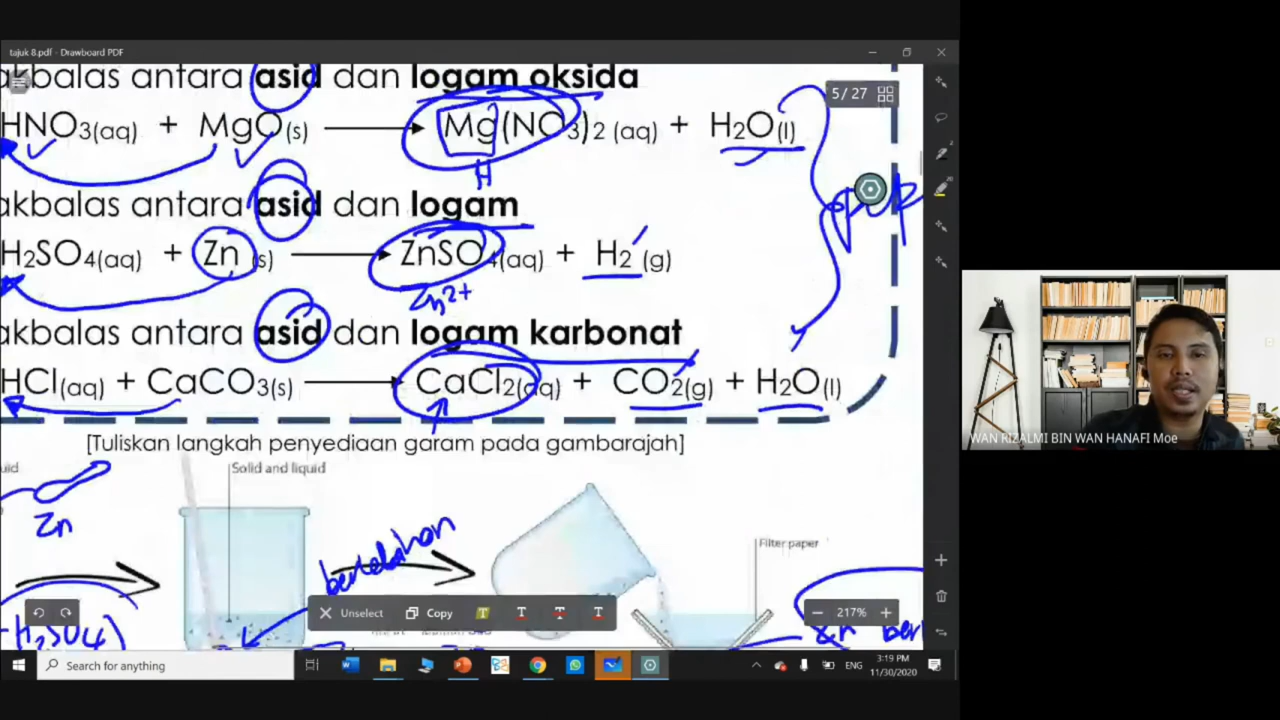 tajuk 8.pdf - Drawboard PDF
akbalas antara asid dan logam oksida
5 / 27
HNO3(aq) + MgO(s) → Mg(NO3)2 (aq) + H2O(l)
H
akbalas antara asid dan logam
H2SO4(aq) + Zn (s) → ZnSO4(aq) + H2 (g)
Zn2+
akbalas antara asid dan logam karbonat
HCl(aq) + CaCO3(s) → CaCl2(aq) + CO2(g) + H2O(l)
WAN RIZALMI BIN WAN HANAFI Moe
[Tuliskan langkah penyediaan garam pada gambarajah]
uid
Solid and liquid
Zn
berlebihan
Filter paper
Unselect
Copy
T
T
T
T
217%
H2SO4)
Zn ber
Search for anything
ENG
3:19 PM
11/30/2020